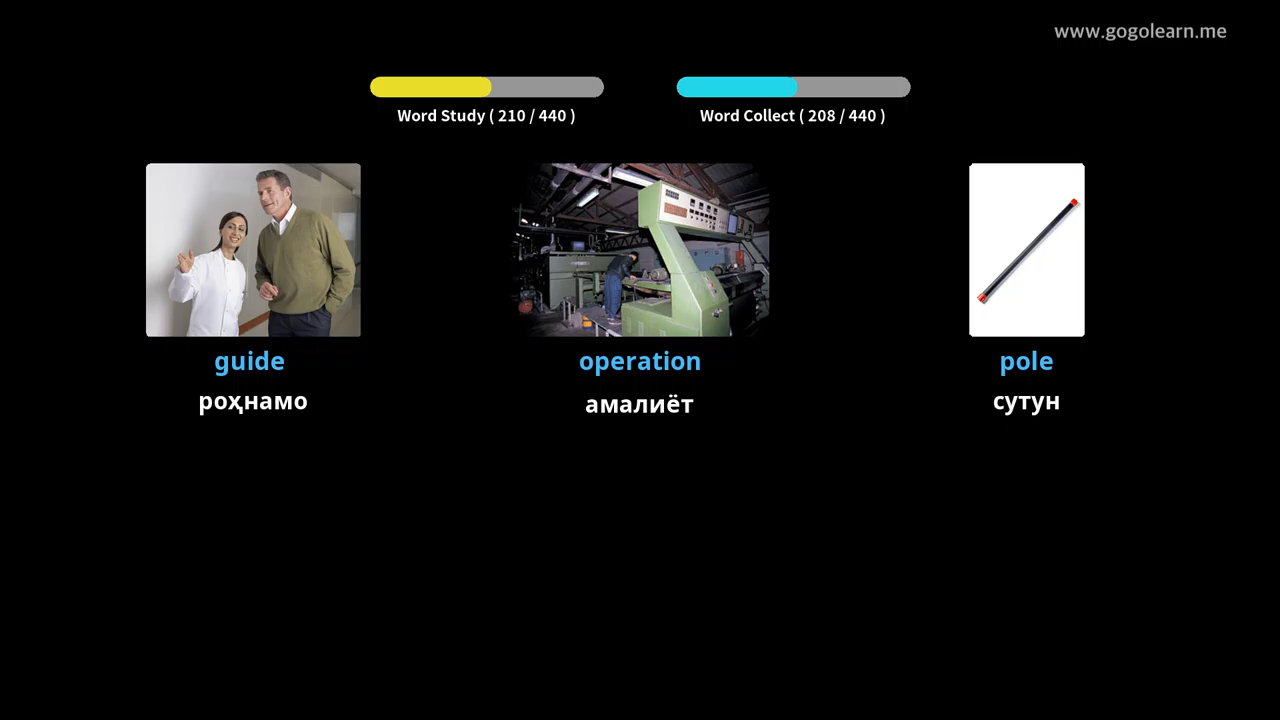 www.gogolearn.me
Word Study ( 210 / 440 )
Word Collect ( 208 / 440 )
guide
operation
pole
роҳнамо
амалиёт
сутун